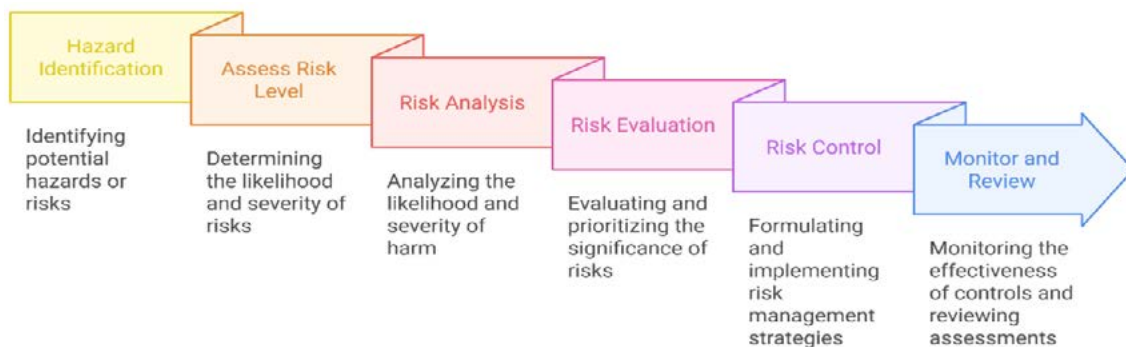 Hazard
Identification
Identifying
potential
hazards or
risks
Assess Risk
Level
Determining
the likelihood
and severity of
risks
Risk Analysis
Analyzing the
likelihood and
severity of
harm
Risk Evaluation
Evaluating and
prioritizing the
significance of
risks
Risk Control
Formulating
and
implementing
risk
management
strategies
Monitor and
Review
Monitoring the
effectiveness
of controls and
reviewing
assessments